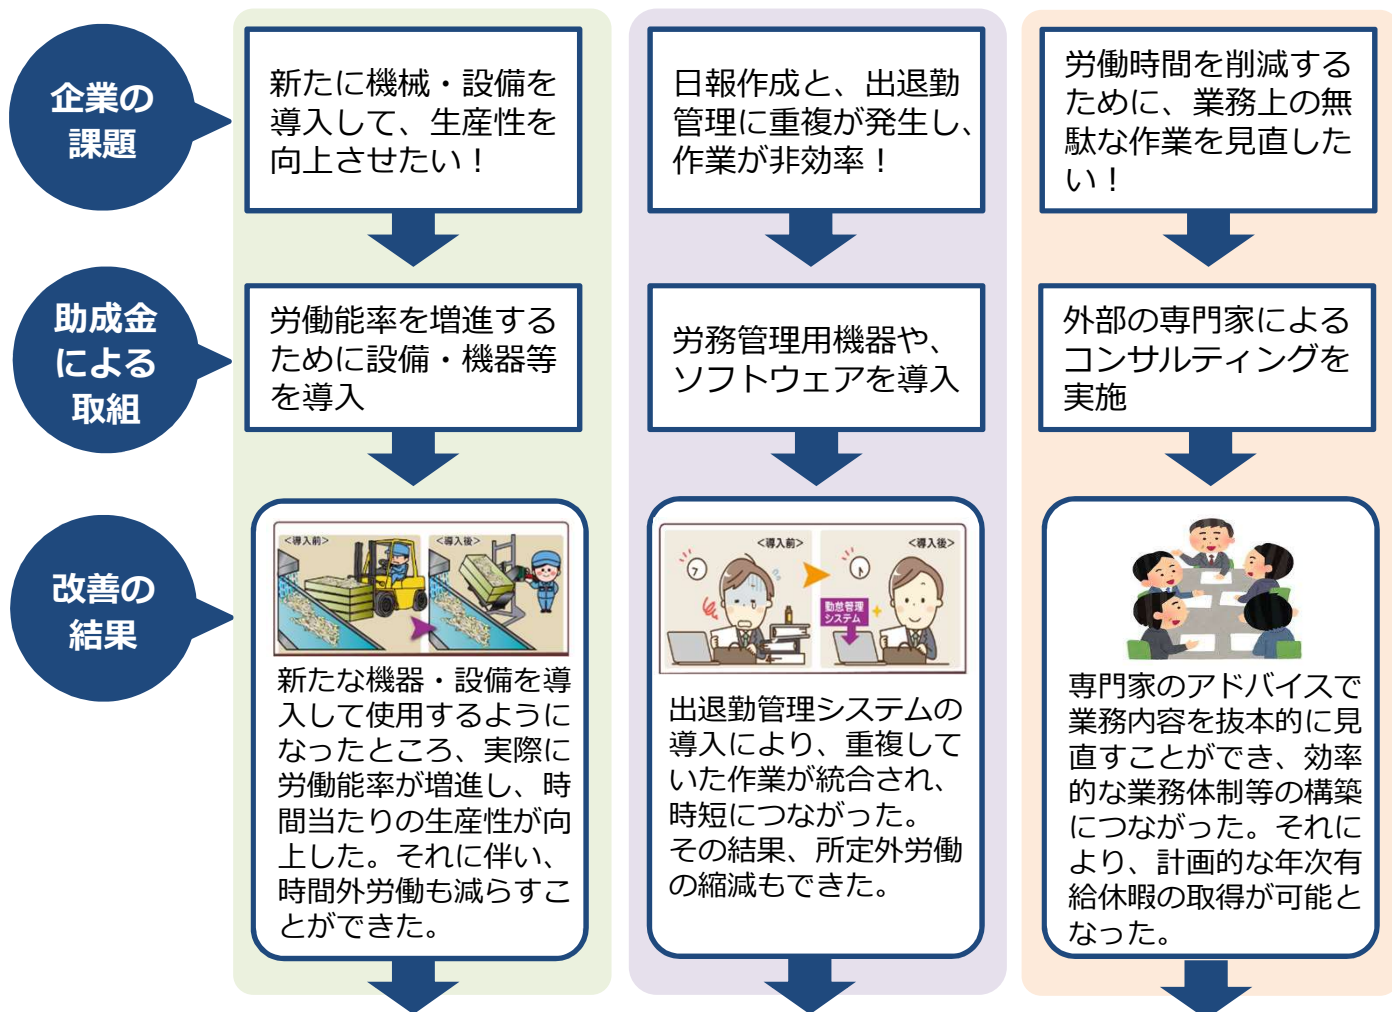 企業の
課題
新たに機械・設備を
導入して、生産性を
向上させたい！
日報作成と、出退勤
管理に重複が発生し、
作業が非効率！
労働時間を削減する
ために、業務上の無
駄な作業を見直した
い！
助成金
による
取組
労働能率を増進する
ために設備・機器等
を導入
労務管理用機器や、
ソフトウェアを導入
外部の専門家による
コンサルティングを
実施
改善の
結果
<導入前>
<導入後>
新たな機器・設備を導
入して使用するように
なったところ、実際に
労働能率が増進し、時
間当たりの生産性が向
上した。それに伴い、
時間外労働も減らすこ
とができた。
<導入前>
<導入後>
勤怠管理
システム
出退勤管理システムの
導入により、重複して
いた作業が統合され、
時短につながった。
その結果、所定外労働
の縮減もできた。
専門家のアドバイスで
業務内容を抜本的に見
直すことができ、効率
的な業務体制等の構築
につながった。それに
より、計画的な年次有
給休暇の取得が可能と
なった。